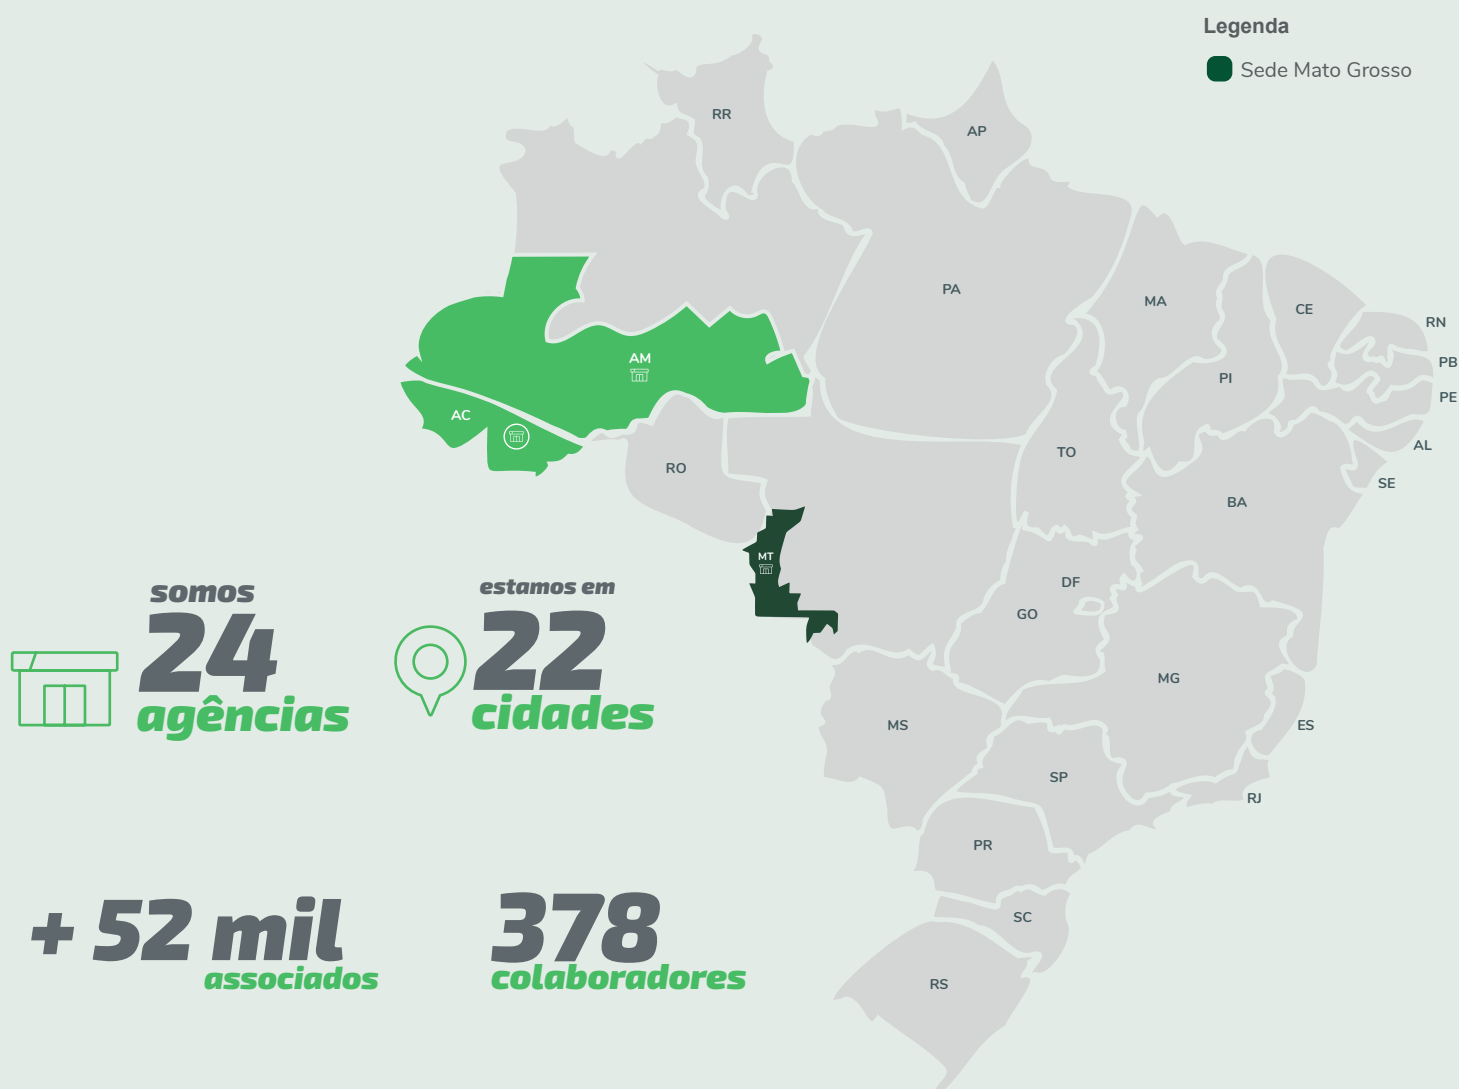 Legenda
Sede Mato Grosso
RR
AP
PA
MA
CE
RN
PB
PE
PI
AL
SE
AM
AC
TO
RO
BA
MT
DF
GO
MG
MS
ES
SP
RJ
PR
SC
RS
somos
24
agências
estamos em
22
cidades
+ 52 mil
associados
378
colaboradores